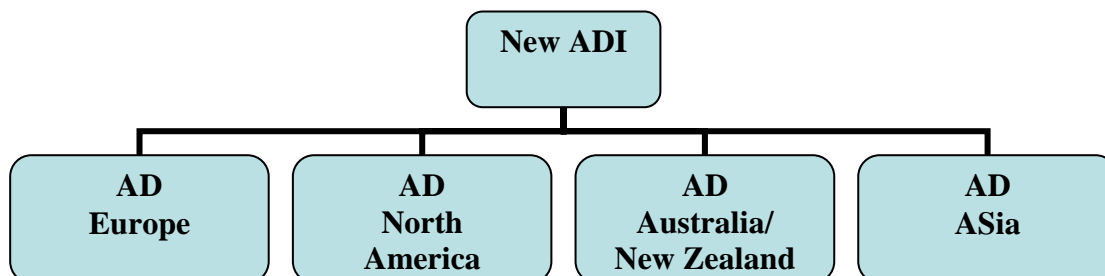 New ADI
AD
Europe
AD
North
America
AD
Australia/
New Zealand
AD
ASia